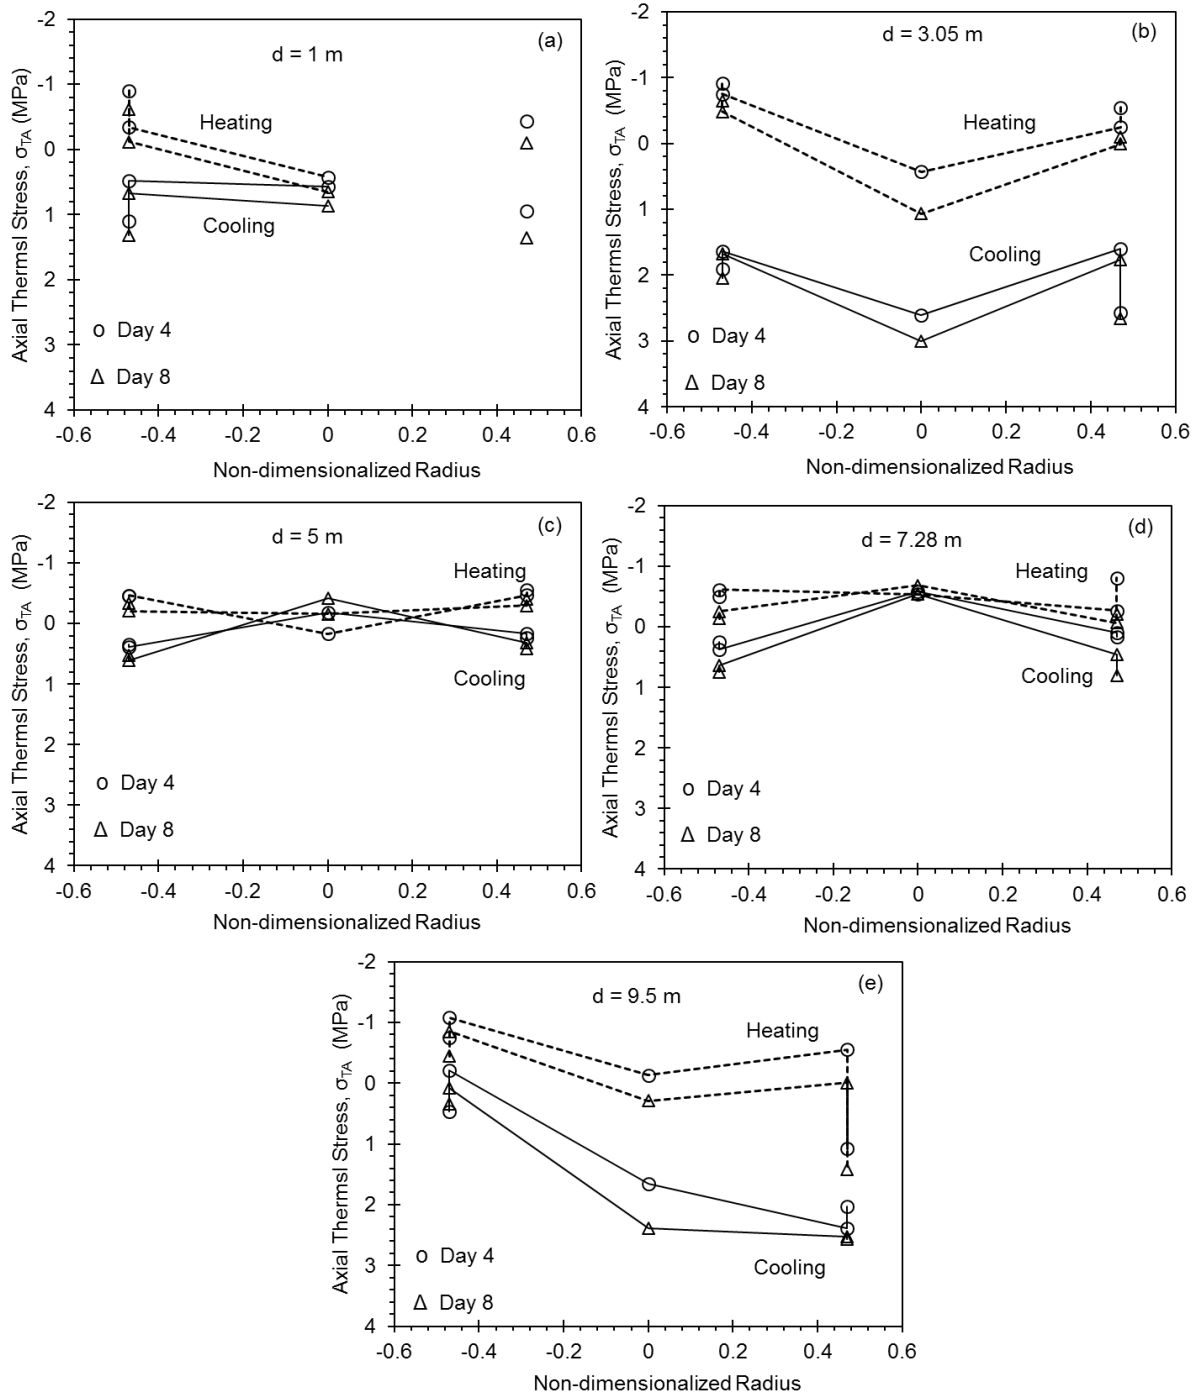 (a)
d = 1 m
Heating
Cooling
o Day 4
Δ Day 8
Axial Thermsl Stress, σTA (MPa)
-2
-1
0
1
2
3
4
-0.6 -0.4 -0.2 0 0.2 0.4 0.6
Non-dimensionalized Radius
(b)
d = 3.05 m
Heating
Cooling
o Day 4
Δ Day 8
Axial Thermsl Stress, σTA (MPa)
-2
-1
0
1
2
3
4
-0.6 -0.4 -0.2 0 0.2 0.4 0.6
Non-dimensionalized Radius
(c)
d = 5 m
Heating
Cooling
o Day 4
Δ Day 8
Axial Thermsl Stress, σTA (MPa)
-2
-1
0
1
2
3
4
-0.6 -0.4 -0.2 0 0.2 0.4 0.6
Non-dimensionalized Radius
(d)
d = 7.28 m
Heating
Cooling
o Day 4
Δ Day 8
Axial Thermsl Stress, σTA (MPa)
-2
-1
0
1
2
3
4
-0.6 -0.4 -0.2 0 0.2 0.4 0.6
Non-dimensionalized Radius
(e)
d = 9.5 m
Heating
Cooling
o Day 4
Δ Day 8
Axial Thermsl Stress, σTA (MPa)
-2
-1
0
1
2
3
4
-0.6 -0.4 -0.2 0 0.2 0.4 0.6
Non-dimensionalized Radius